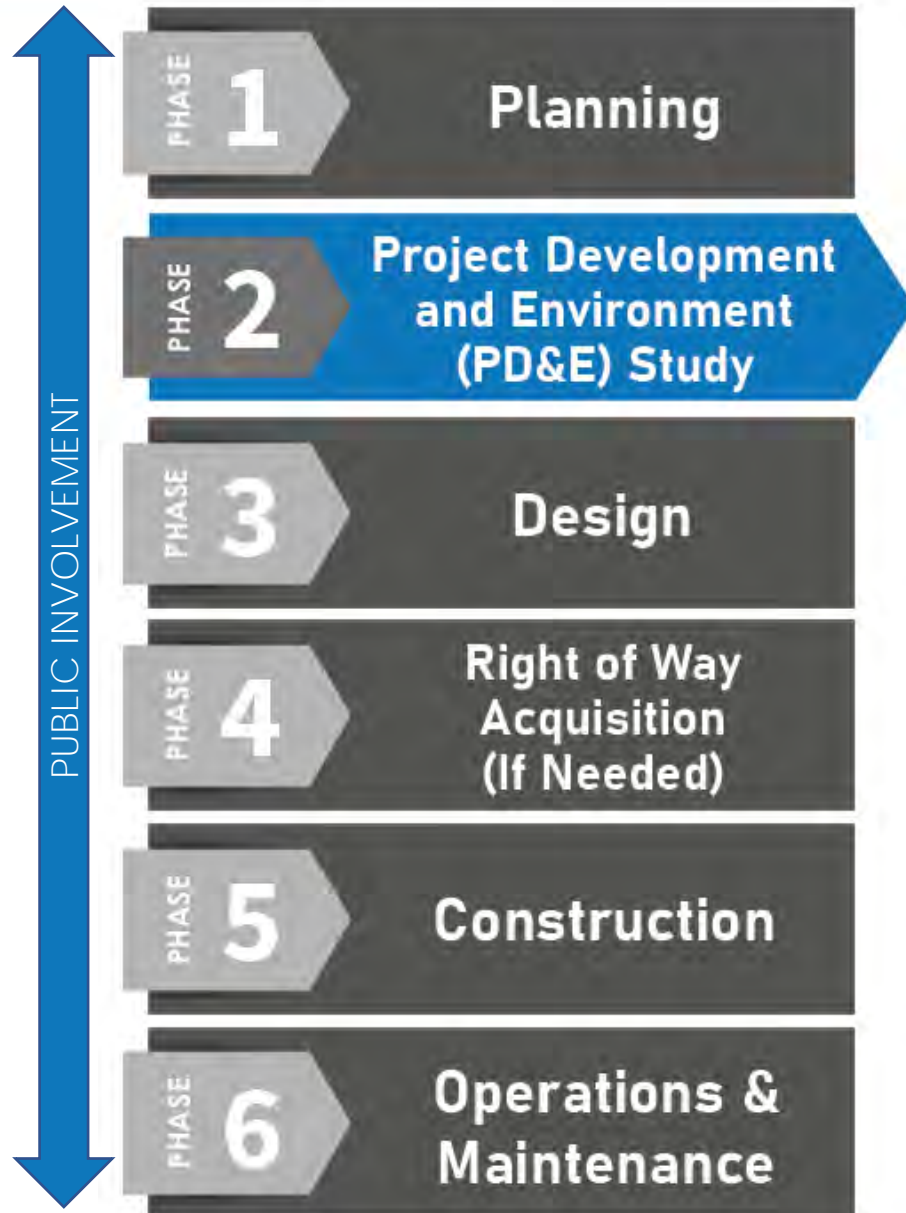 PUBLIC INVOLVEMENT
PHASE 1
Planning
PHASE 2
Project Development
and Environment
(PD&E) Study
PHASE 3
Design
PHASE 4
Right of Way
Acquisition
(If Needed)
PHASE 5
Construction
PHASE 6
Operations &
Maintenance